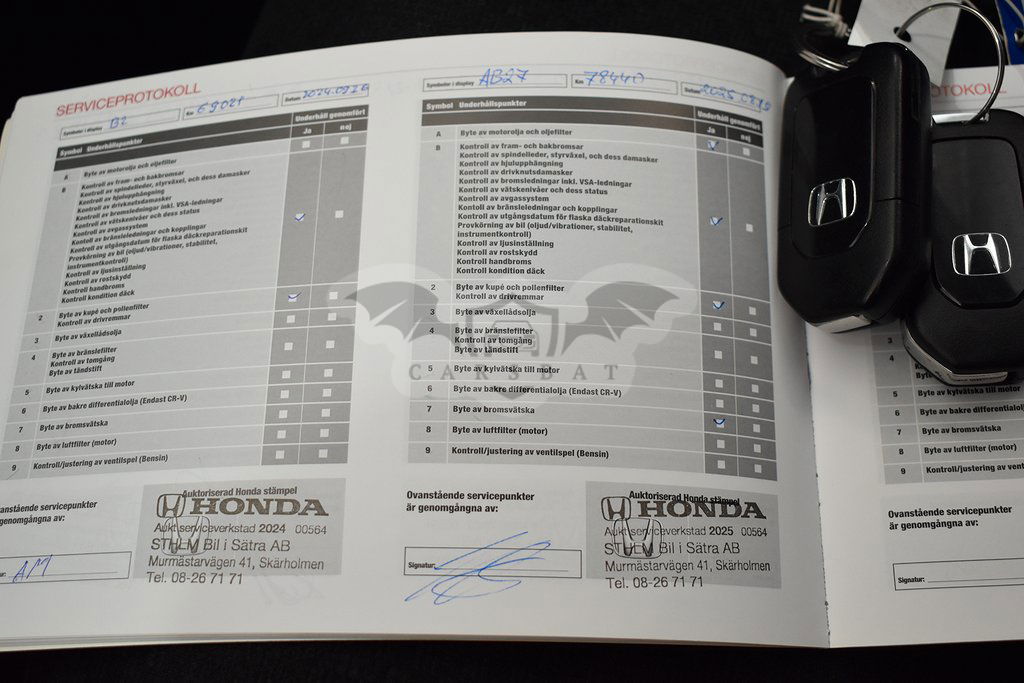 SERVICEPROTOKOLL
Symboler i display B2 Km 6902t Datum 2024.09.26
Symbol Underhållspunkter Underhåll genomfört
Ja nej
A Byte av motorolja och oljefilter
B Kontroll av fram- och bakbromsar
Kontroll av spindelleder, styrväxel, och dess damasker
Kontroll av hjulupphängning
Kontroll av drivknutsdamasker
Kontroll av bromsledningar inkl. VSA-ledningar
Kontroll av vätskenivåer och dess status
Kontroll av avgassystem
Kontoll av bränsleledningar och kopplingar
Kontroll av utgångsdatum för flaska däckreparationskit
Provkörning av bil (oljud/vibrationer, stabilitet,
instrumentkontroll)
Kontroll av ljusinställning
Kontroll av rostskydd
Kontroll handbroms
Kontroll kondition däck
2 Byte av kupé och pollenfilter
Kontroll av drivremmar
3 Byte av växellådsolja
4 Byte av bränslefilter
Kontroll av tomgång
Byte av tändstift
5 Byte av kylvätska till motor
6 Byte av bakre differentialolja (Endast CR-V)
7 Byte av bromsvätska
8 Byte av luftfilter (motor)
9 Kontroll/justering av ventilspel (Bensin)
anstående servicepunkter
genomgångna av:
AM
Auktoriserad Honda stämpel
HONDA
Aukt serviceverkstad 2024 00564
STHLM Bil i Sätra AB
Murmästarvägen 41, Skärholmen
Tel. 08-26 71 71
Symboler i display AB27 Km 78440 Datum
Symbol Underhållspunkter Underhåll genomfört
Ja nej
A Byte av motorolja och oljefilter
B Kontroll av fram- och bakbromsar
Kontroll av spindelleder, styrväxel, och dess damasker
Kontroll av hjulupphängning
Kontroll av drivknutsdamasker
Kontroll av bromsledningar inkl. VSA-ledningar
Kontroll av vätskenivåer och dess status
Kontroll av avgassystem
Kontoll av bränsleledningar och kopplingar
Kontroll av utgångsdatum för flaska däckreparationskit
Provkörning av bil (oljud/vibrationer, stabilitet,
instrumentkontroll)
Kontroll av ljusinställning
Kontroll av rostskydd
Kontroll handbroms
Kontroll kondition däck
2 Byte av kupé och pollenfilter
Kontroll av drivremmar
3 Byte av växellådsolja
4 Byte av bränslefilter
Kontroll av tomgång
Byte av tändstift
5 Byte av kylvätska till motor
6 Byte av bakre differentialolja (Endast CR-V)
7 Byte av bromsvätska
8 Byte av luftfilter (motor)
9 Kontroll/justering av ventilspel (Bensin)
Ovanstående servicepunkter
är genomgångna av:
Signatur:
Auktoriserad Honda stämpel
HONDA
Aukt serviceverkstad 2025 00564
STHLM Bil i Sätra AB
Murmästarvägen 41, Skärholmen
Tel. 08-26 71 71
CARSBAT
OTOKOLL
3
4
5 Byte av kylvätska
6 Byte av bakre differentialolj
7 Byte av bromsvätska
8 Byte av luftfilter (motor)
9 Kontroll/justering av vent
Ovanstående servicepunkter
är genomgångna av:
Signatur: